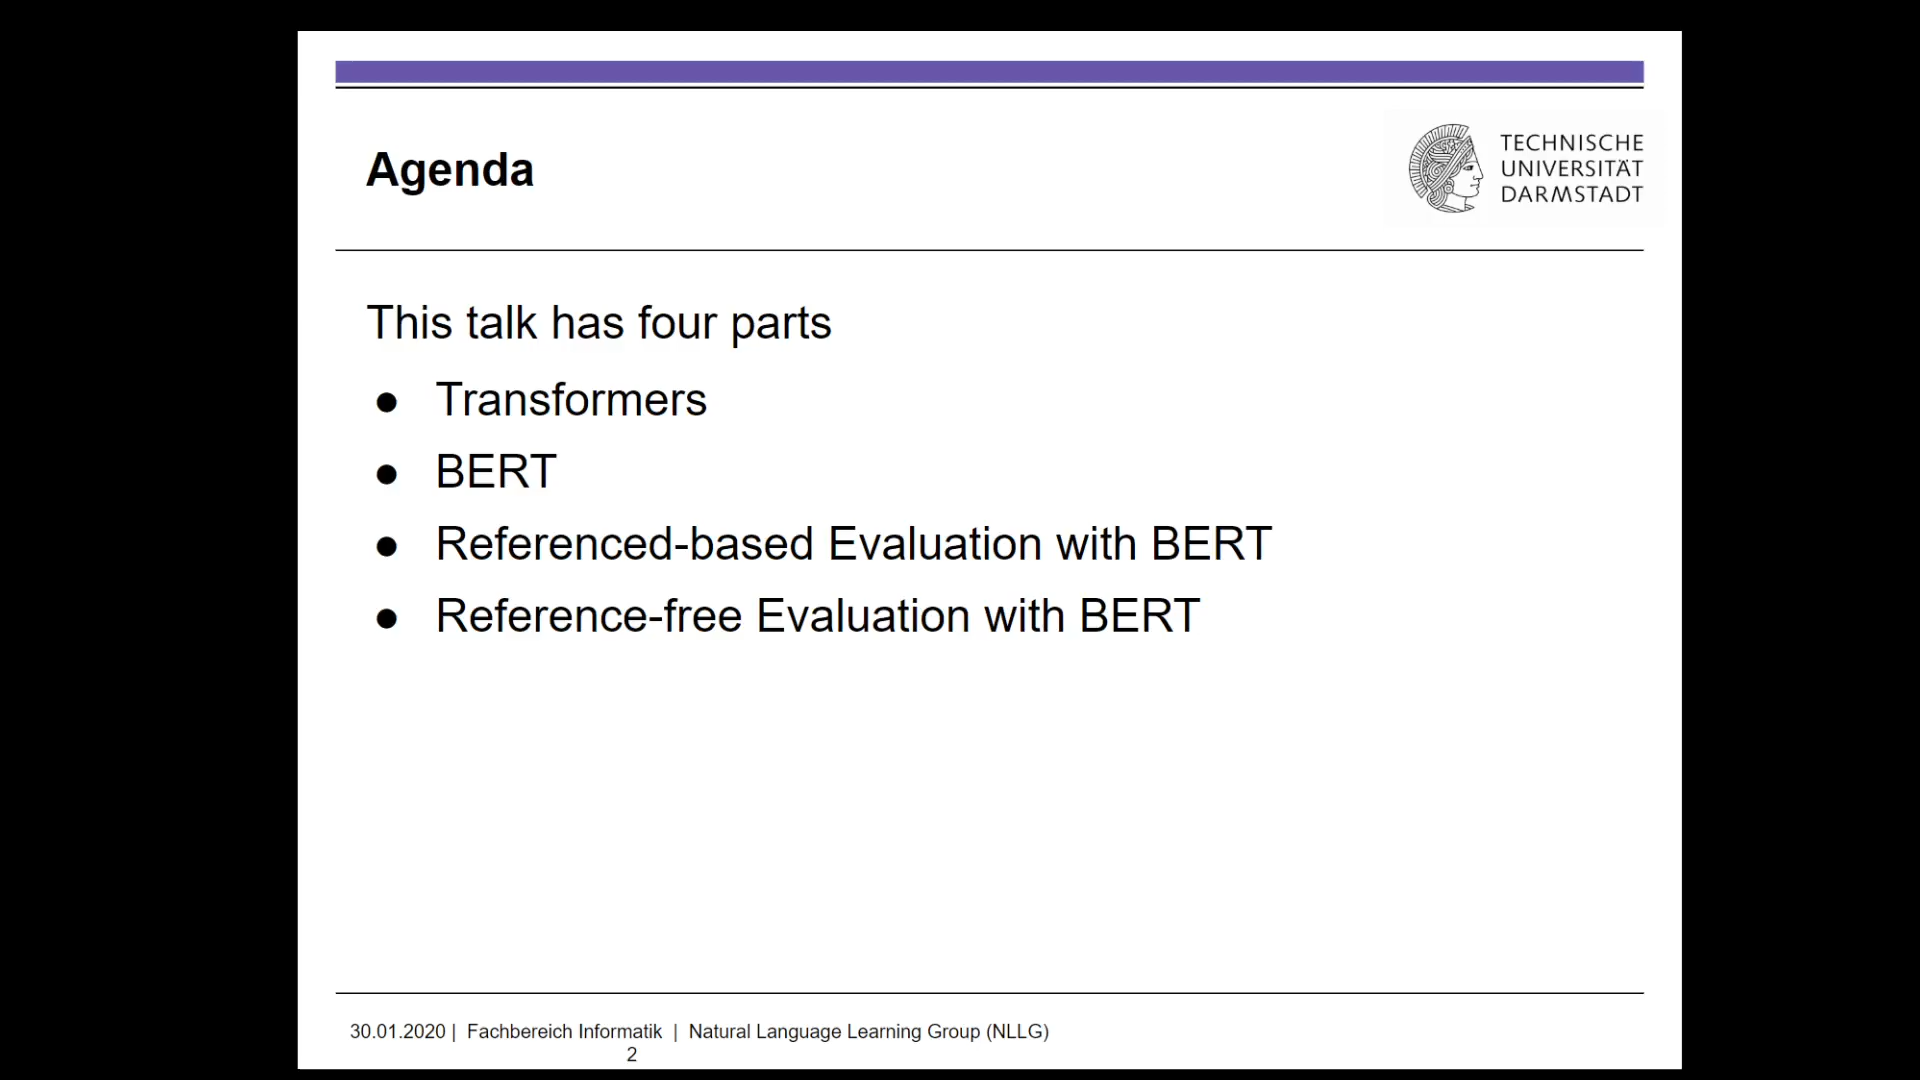 Agenda
TECHNISCHE
UNIVERSITÄT
DARMSTADT
This talk has four parts
● Transformers
● BERT
● Referenced-based Evaluation with BERT
● Reference-free Evaluation with BERT
30.01.2020 | Fachbereich Informatik | Natural Language Learning Group (NLLG)
2